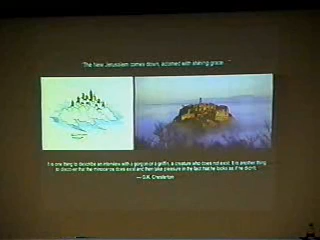 "The New Jerusalem comes down, adorned with shining grace..."
It is one thing to describe an interview with a gorgon or a griffin, a creature who does not exist. It is another thing
to discover that the rhinoceros does exist and then take pleasure in the fact that he looks as if he didn't.
— G.K. Chesterton